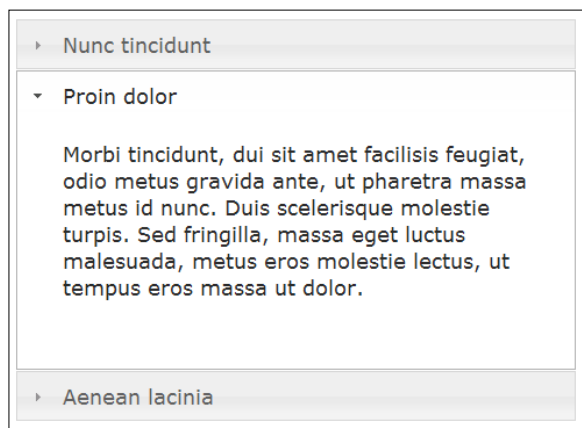 Nunc tincidunt
Proin dolor
Morbi tincidunt, dui sit amet facilisis feugiat,
odio metus gravida ante, ut pharetra massa
metus id nunc. Duis scelerisque molestie
turpis. Sed fringilla, massa eget luctus
malesuada, metus eros molestie lectus, ut
tempus eros massa ut dolor.
Aenean lacinia